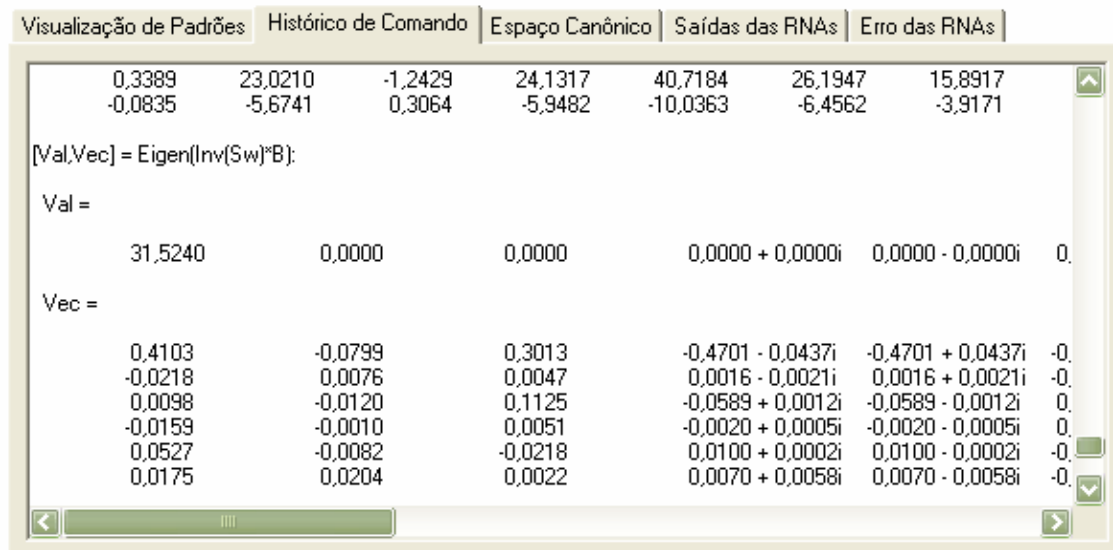 Visualização de Padrões Histórico de Comando Espaço Canônico Saídas das RNAs Erro das RNAs
0,3389 23,0210 -1,2429 24,1317 40,7184 26,1947 15,8917
-0,0835 -5,6741 0,3064 -5,9482 -10,0363 -6,4562 -3,9171
[Val,Vec] = Eigen(Inv(Sw)*B):
Val =
31,5240 0,0000 0,0000 0,0000 + 0,0000i 0,0000 - 0,0000i 0,
Vec =
0,4103 -0,0799 0,3013 -0,4701 - 0,0437i -0,4701 + 0,0437i -0,
-0,0218 0,0076 0,0047 0,0016 - 0,0021i 0,0016 + 0,0021i -0,
0,0098 -0,0120 0,1125 -0,0589 + 0,0012i -0,0589 - 0,0012i 0,
-0,0159 -0,0010 0,0051 -0,0020 + 0,0005i -0,0020 - 0,0005i 0,
0,0527 -0,0082 -0,0218 0,0100 + 0,0002i 0,0100 - 0,0002i -0,
0,0175 0,0204 0,0022 0,0070 + 0,0058i 0,0070 - 0,0058i -0,